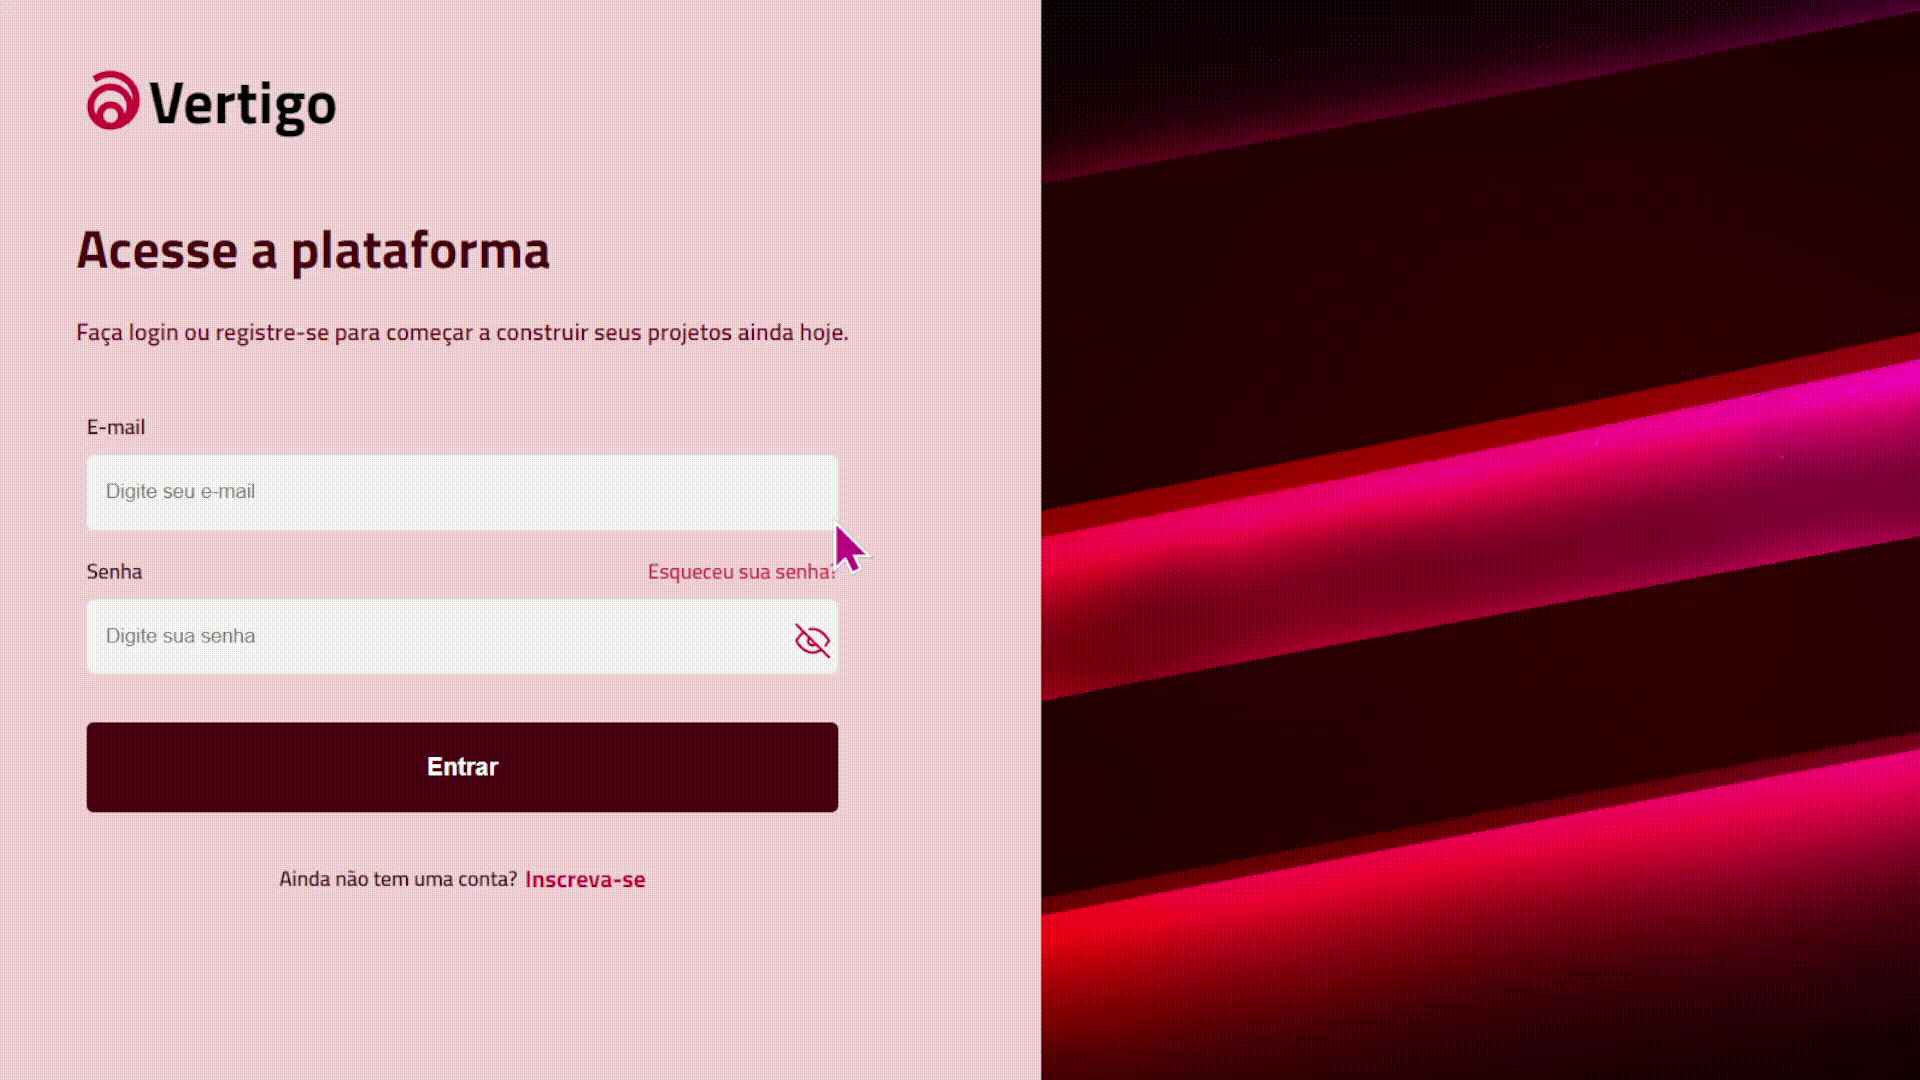 Vertigo
Acesse a plataforma
Faça login ou registre-se para começar a construir seus projetos ainda hoje.
E-mail
Digite seu e-mail
Senha
Esqueceu sua senha?
Digite sua senha
Entrar
Ainda não tem uma conta? Inscreva-se